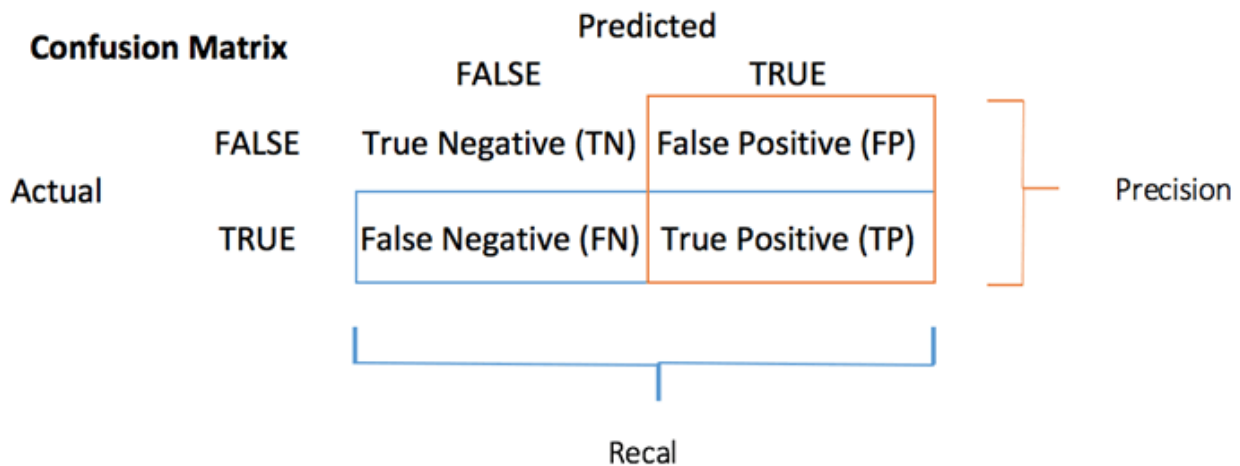 Confusion Matrix
Predicted
FALSE TRUE
FALSE True Negative (TN) False Positive (FP)
Actual
Precision
TRUE False Negative (FN) True Positive (TP)
Recal